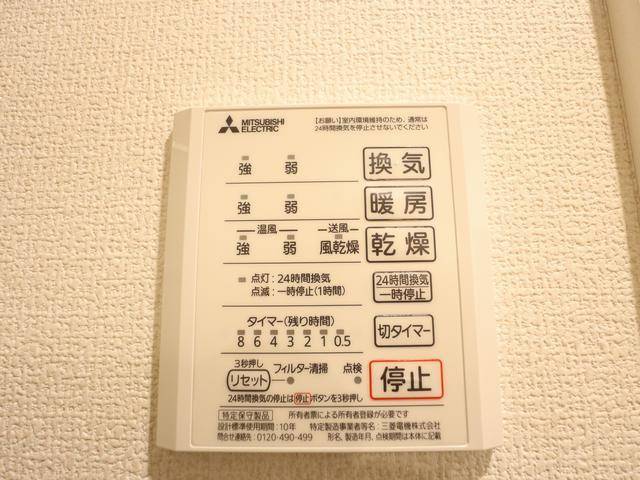 MITSUBISHI
ELECTRIC
【お願い】室内環境維持のため、通常は
24時間換気を停止させないでください
強 弱 換気
強 弱 暖房
温風 送風
強 弱 風乾燥 乾燥
点灯：24時間換気
点滅：一時停止(1時間)
24時間換気
一時停止
タイマー(残り時間)
8 6 4 3 2 1 0.5
切タイマー
3秒押し
リセット フィルター清掃 点検
停止
24時間換気の停止は停止ボタンを3秒押し
特定保守製品 所有者票による所有者登録が必要です
設計標準使用期間：10年 特定製造事業者等名：三菱電機株式会社
問合せ連絡先：0120-490-499 形名、製造年月、点検期間は本体に記載